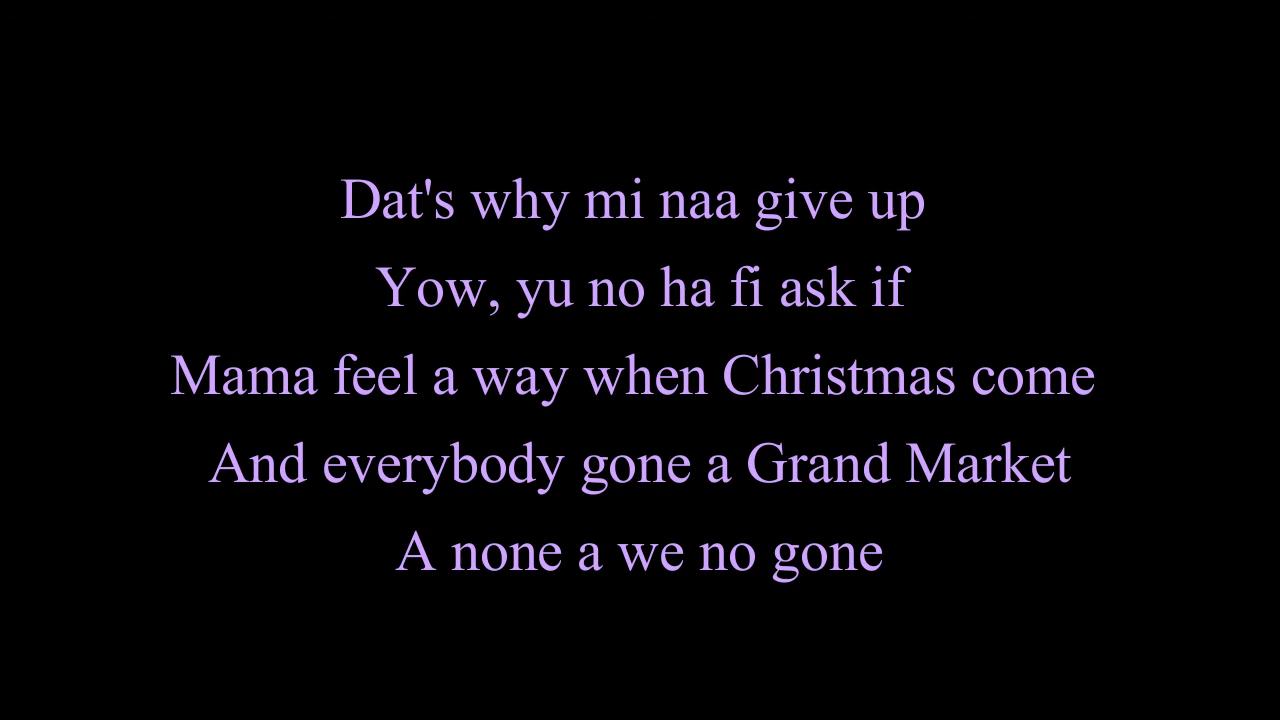 Dat's why mi naa give up
Yow, yu no ha fi ask if
Mama feel a way when Christmas come
And everybody gone a Grand Market
A none a we no gone